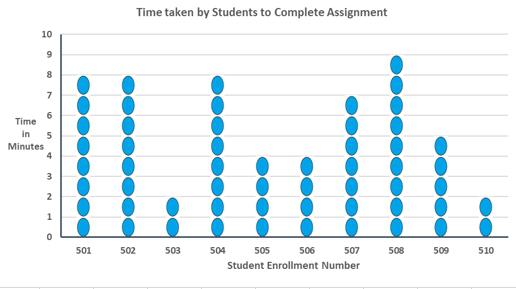 Time taken by Students to Complete Assignment
10
9
8
7
6
5
4
3
2
1
0
Time
in
Minutes
501 502 503 504 505 506 507 508 509 510
Student Enrollment Number